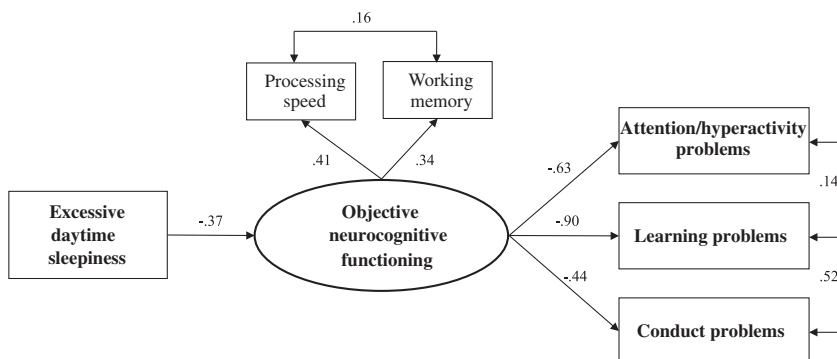 .16
Processing
speed
Working
memory
.41
.34
Excessive
daytime
sleepiness
-.37
Objective
neurocognitive
functioning
-.63
-.90
-.44
Attention/hyperactivity
problems
.14
Learning problems
.52
Conduct problems